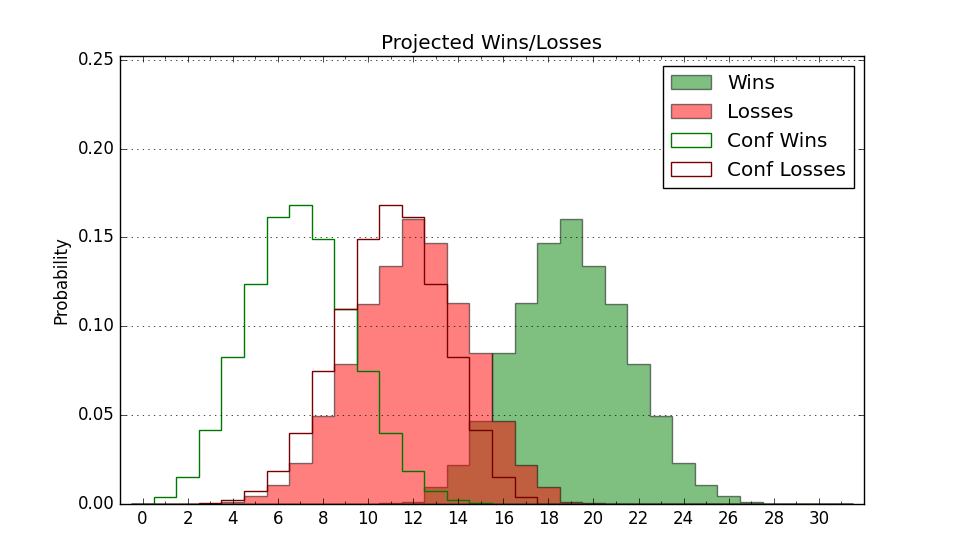 Projected Wins/Losses
0.25
0.20
0.15
0.10
0.05
0.00
Probability
Wins
Losses
Conf Wins
Conf Losses
0 2 4 6 8 10 12 14 16 18 20 22 24 26 28 30